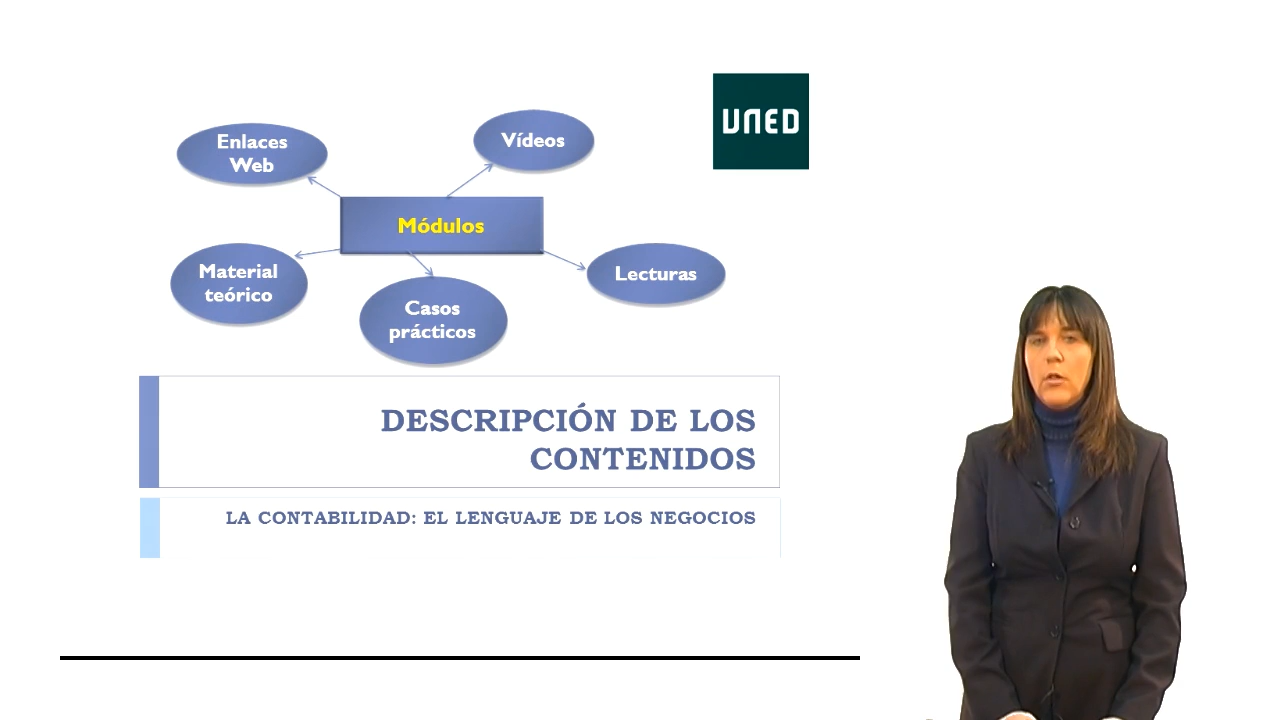 Enlaces
Web
Vídeos
UNED
Módulos
Material
teórico
Casos
prácticos
Lecturas
DESCRIPCIÓN DE LOS
CONTENIDOS
LA CONTABILIDAD: EL LENGUAJE DE LOS NEGOCIOS